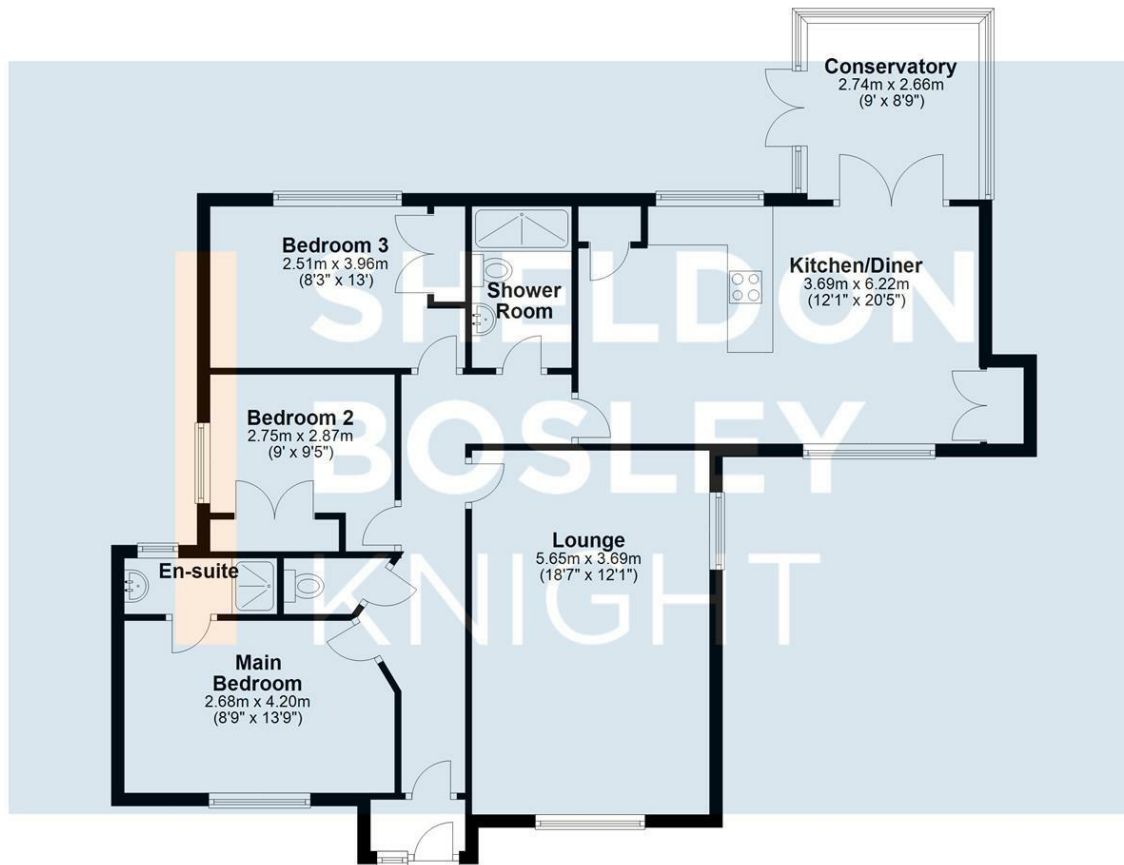 Conservatory
2.74m x 2.66m
(9' x 8'9")
Bedroom 3
2.51m x 3.96m
(8'3" x 13')
Shower
Room
Kitchen/Diner
3.69m x 6.22m
(12'1" x 20'5")
Bedroom 2
2.75m x 2.87m
(9' x 9'5")
Lounge
5.65m x 3.69m
(18'7" x 12'1")
En-suite
Main
Bedroom
2.68m x 4.20m
(8'9" x 13'9")
SHELDON
BOSLEY
KNIGHT